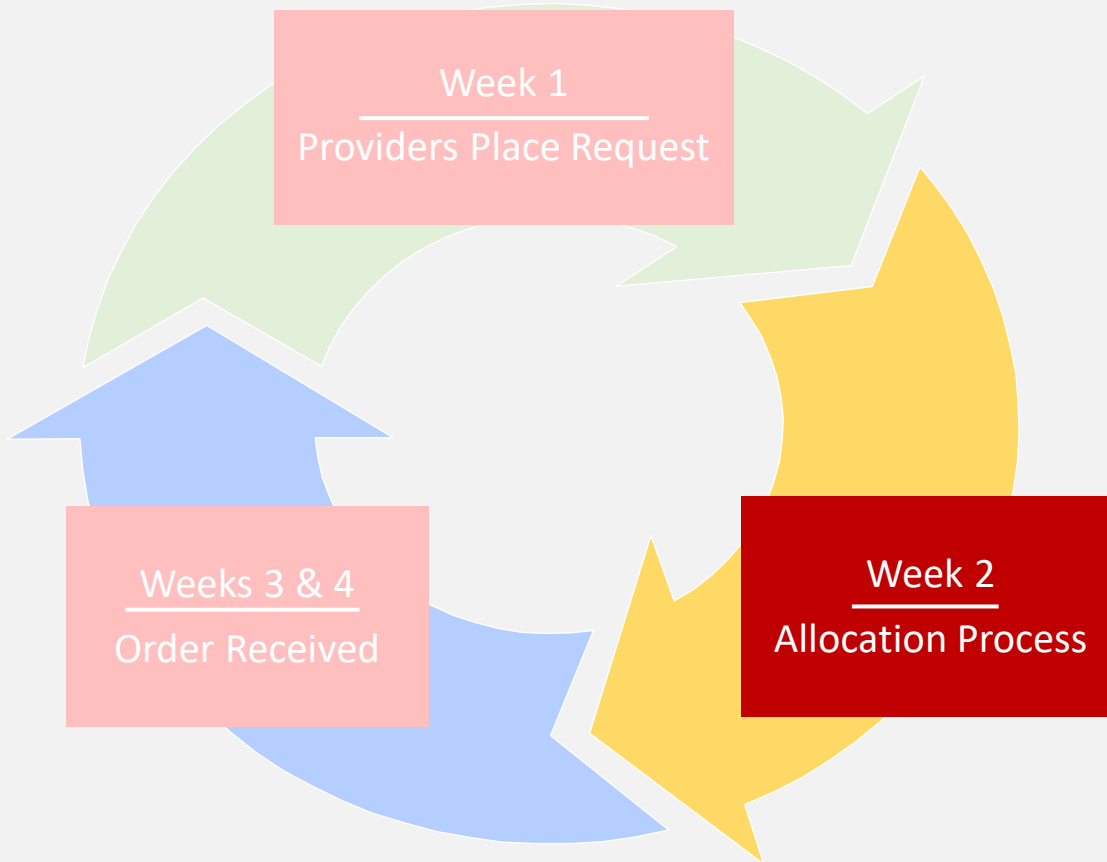 Week 1
Providers Place Request
Week 2
Allocation Process
Weeks 3 & 4
Order Received